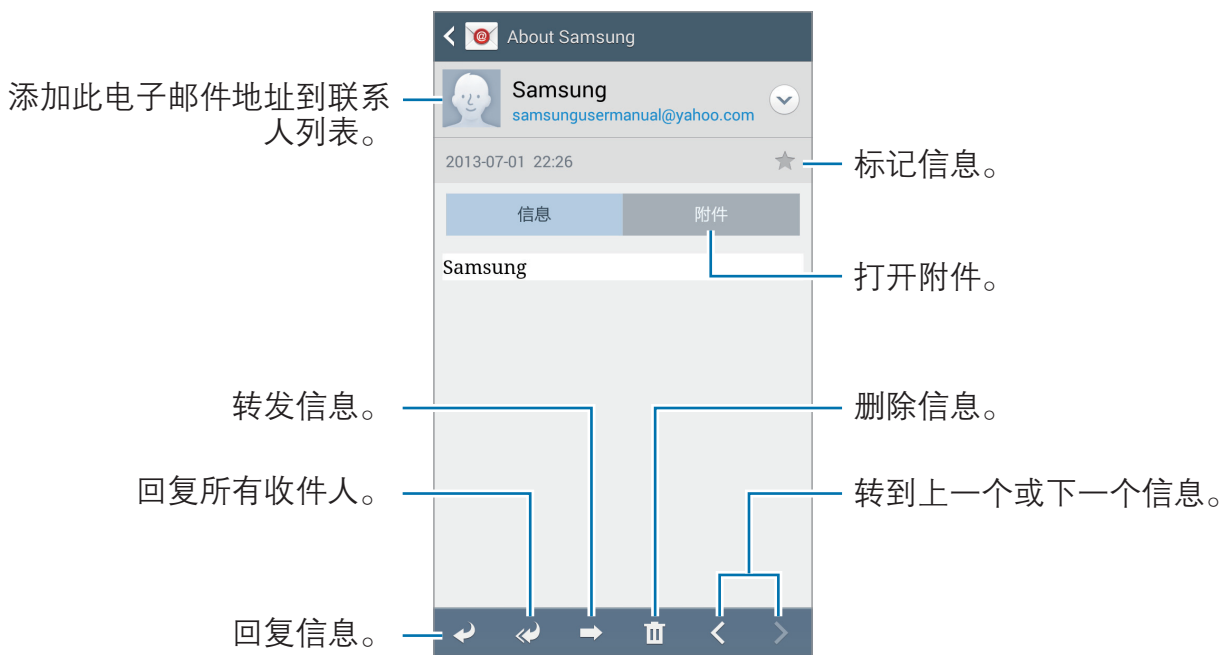 About Samsung
添加此电子邮件地址到联系
人列表。
Samsung
samsungusermanual@yahoo.com
2013-07-01 22:26
标记信息。
信息
附件
Samsung
打开附件。
转发信息。
删除信息。
回复所有收件人。
转到上一个或下一个信息。
回复信息。